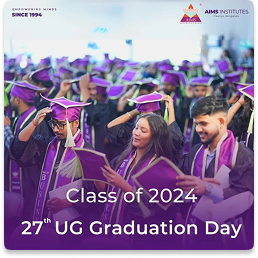 EMPOWERING MINDS
SINCE 1994
AIMS INSTITUTES
Class of 2024
27th UG Graduation Day